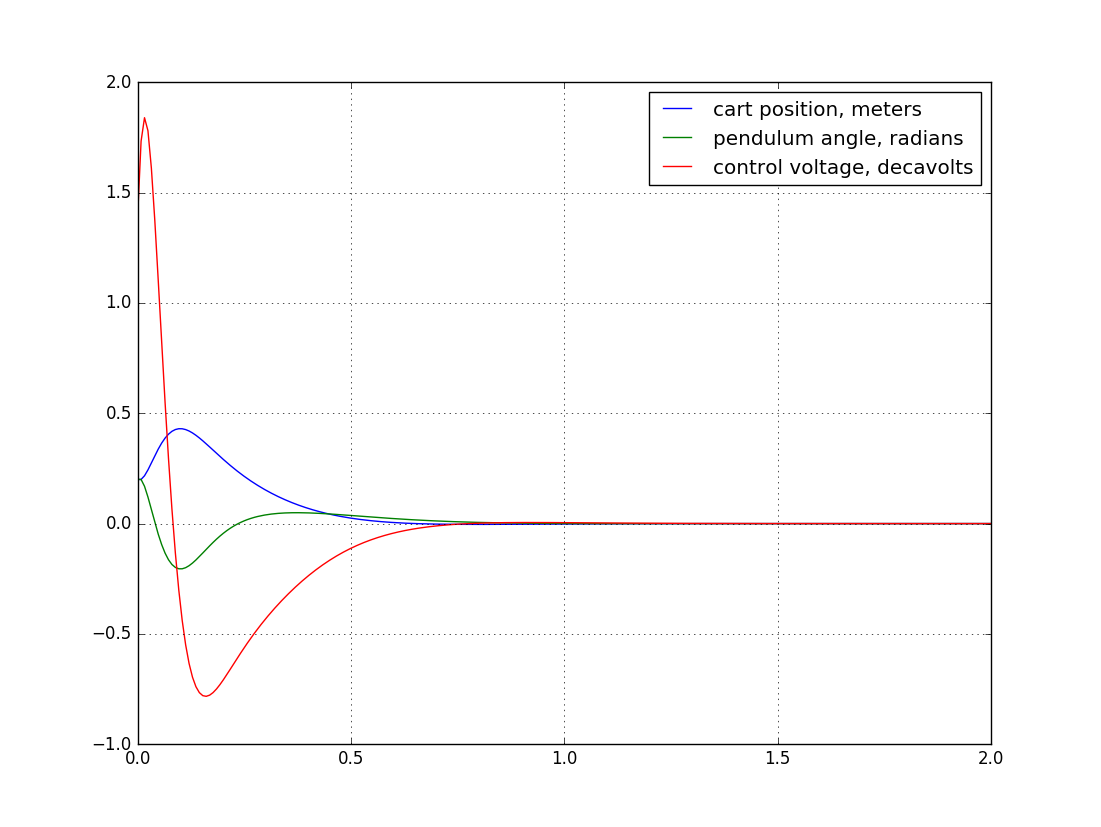 2.0
1.5
1.0
0.5
0.0
−0.5
−1.0
0.0 0.5 1.0 1.5 2.0
cart position, meters
pendulum angle, radians
control voltage, decavolts